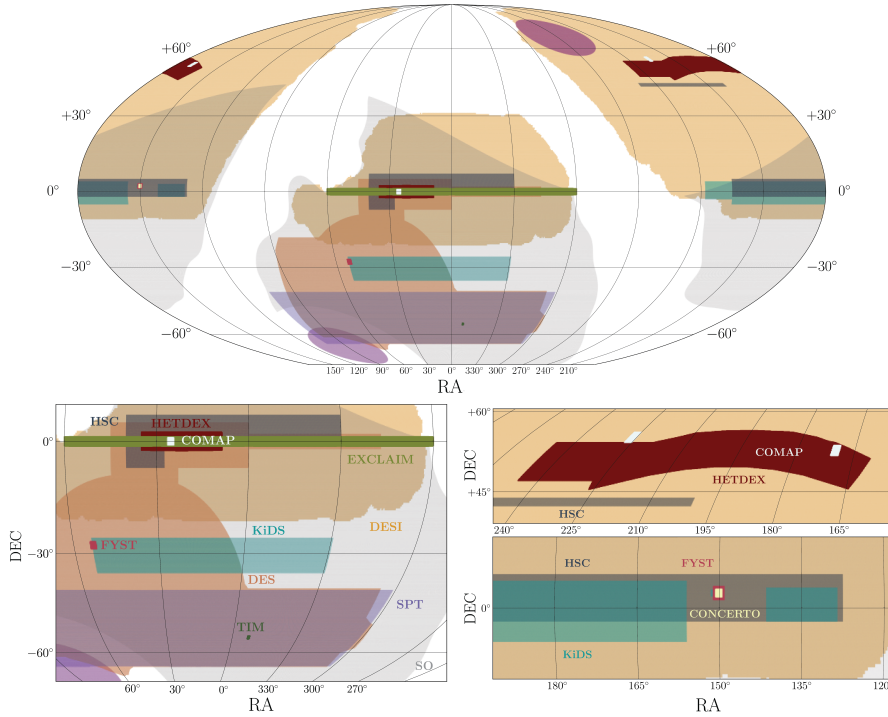 +60° +60°
+30° +30°
0° 0°
−30° −30°
−60° −60°
150° 120° 90° 60° 30° 0° 330° 300° 270° 240° 210°
RA
HSC HETDEX
COMAP
0°
EXCLAIM
KiDS
DESI
FYST
−30°
DES
SPT
TIM
−60°
SO
60° 30° 0° 330° 300° 270°
RA
DEC
+60°
COMAP
HETDEX
+45°
HSC
240° 225° 210° 195° 180° 165°
DEC
HSC FYST
0°
CONCERTO
KiDS
180° 165° 150° 135° 120°
RA
DEC